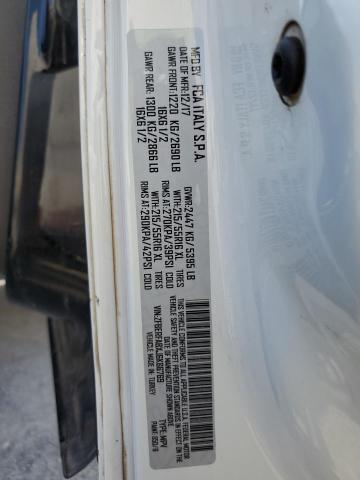 MFD BY FCA ITALY S.P.A.
DATE OF MFR:12/17 GVWR:2447 KG/5395 LB
GAWR FRONT:1220 KG/2690 LB WITH:215/55R16 XL TIRES
16X6 1/2 RIMS AT:270KPA/39PSI COLD
GAWR REAR: 1300 KG/2866 LB WITH:215/55R16 XL TIRES
16X6 1/2 RIMS AT:290KPA/42PSI COLD
THIS VEHICLE CONFORMS TO ALL APPLICABLE U.S.A. FEDERAL MOTOR
VEHICLE SAFETY STANDARDS IN EFFECT ON THE
DATE OF MANUFACTURE SHOWN ABOVE
MADE IN: TURKEY
TYPE: MPV
PAINT: